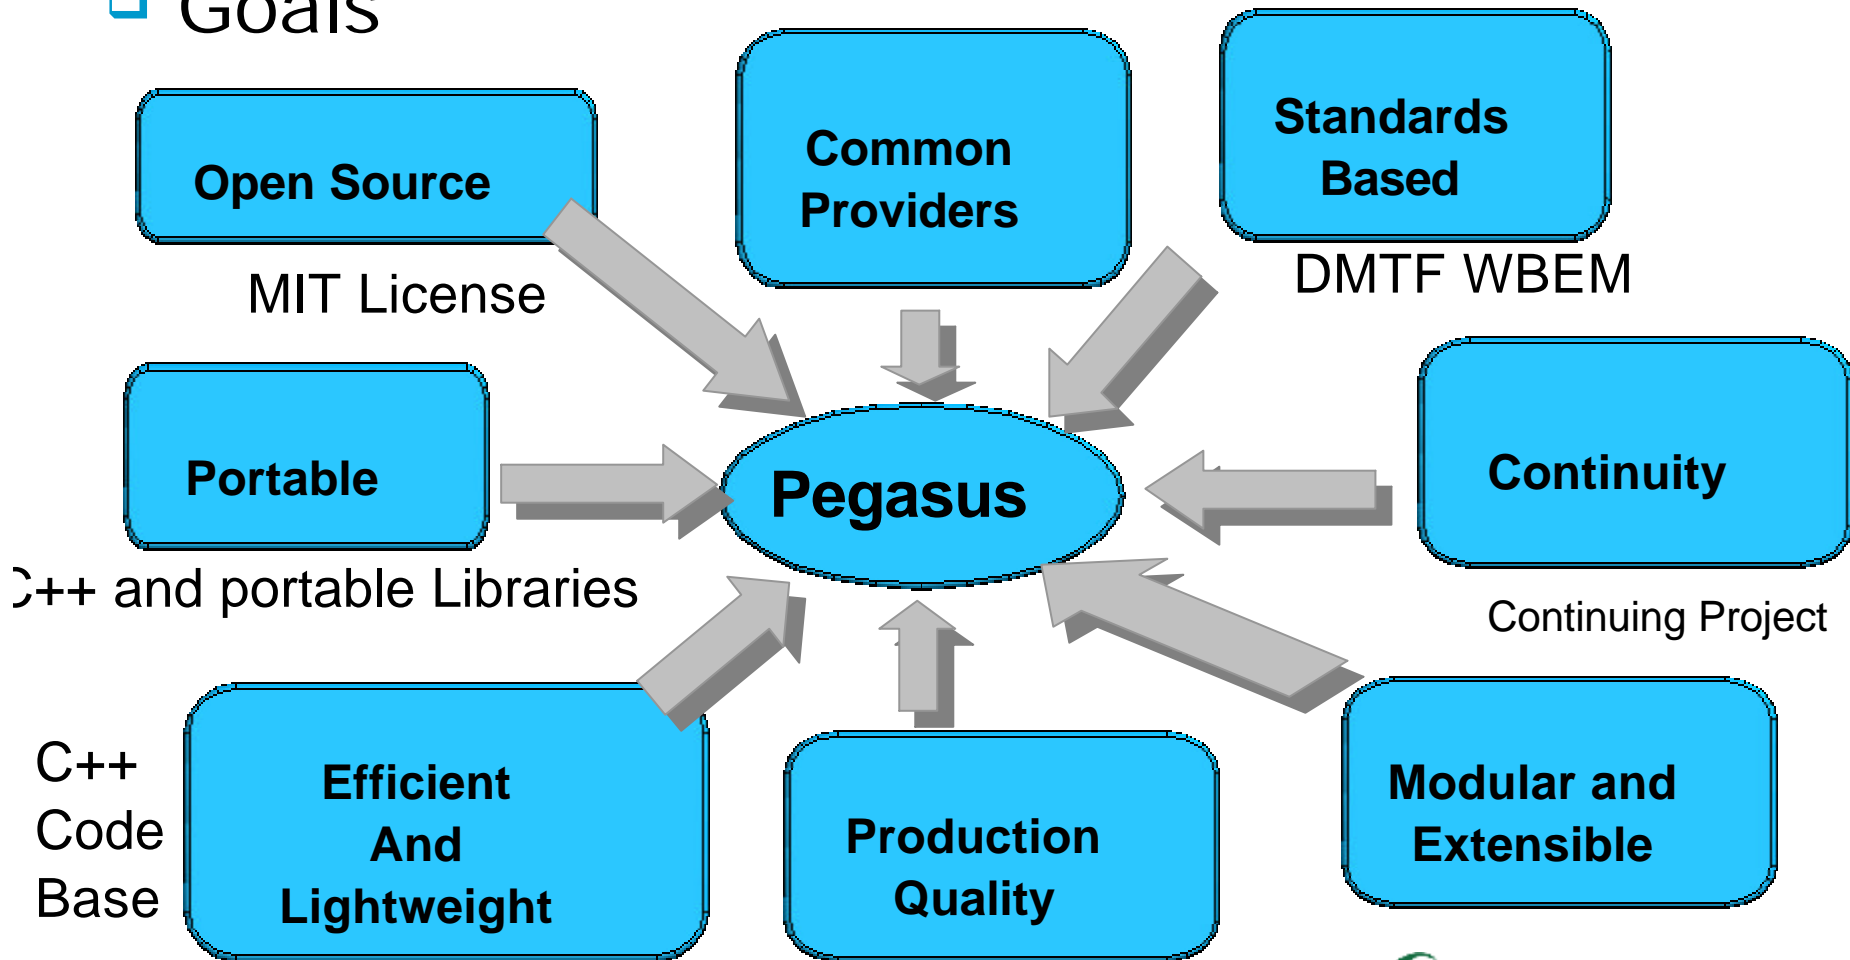 Goals
Open Source
MIT License
Common
Providers
Standards
Based
DMTF WBEM
Portable
C++ and portable Libraries
Pegasus
Continuity
Continuing Project
C++
Code
Base
Efficient
And
Lightweight
Production
Quality
Modular and
Extensible